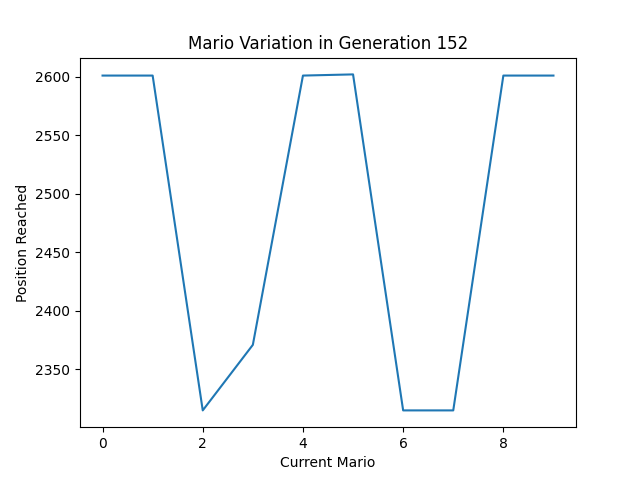 Mario Variation in Generation 152
Position Reached
2600
2550
2500
2450
2400
2350
0 2 4 6 8
Current Mario